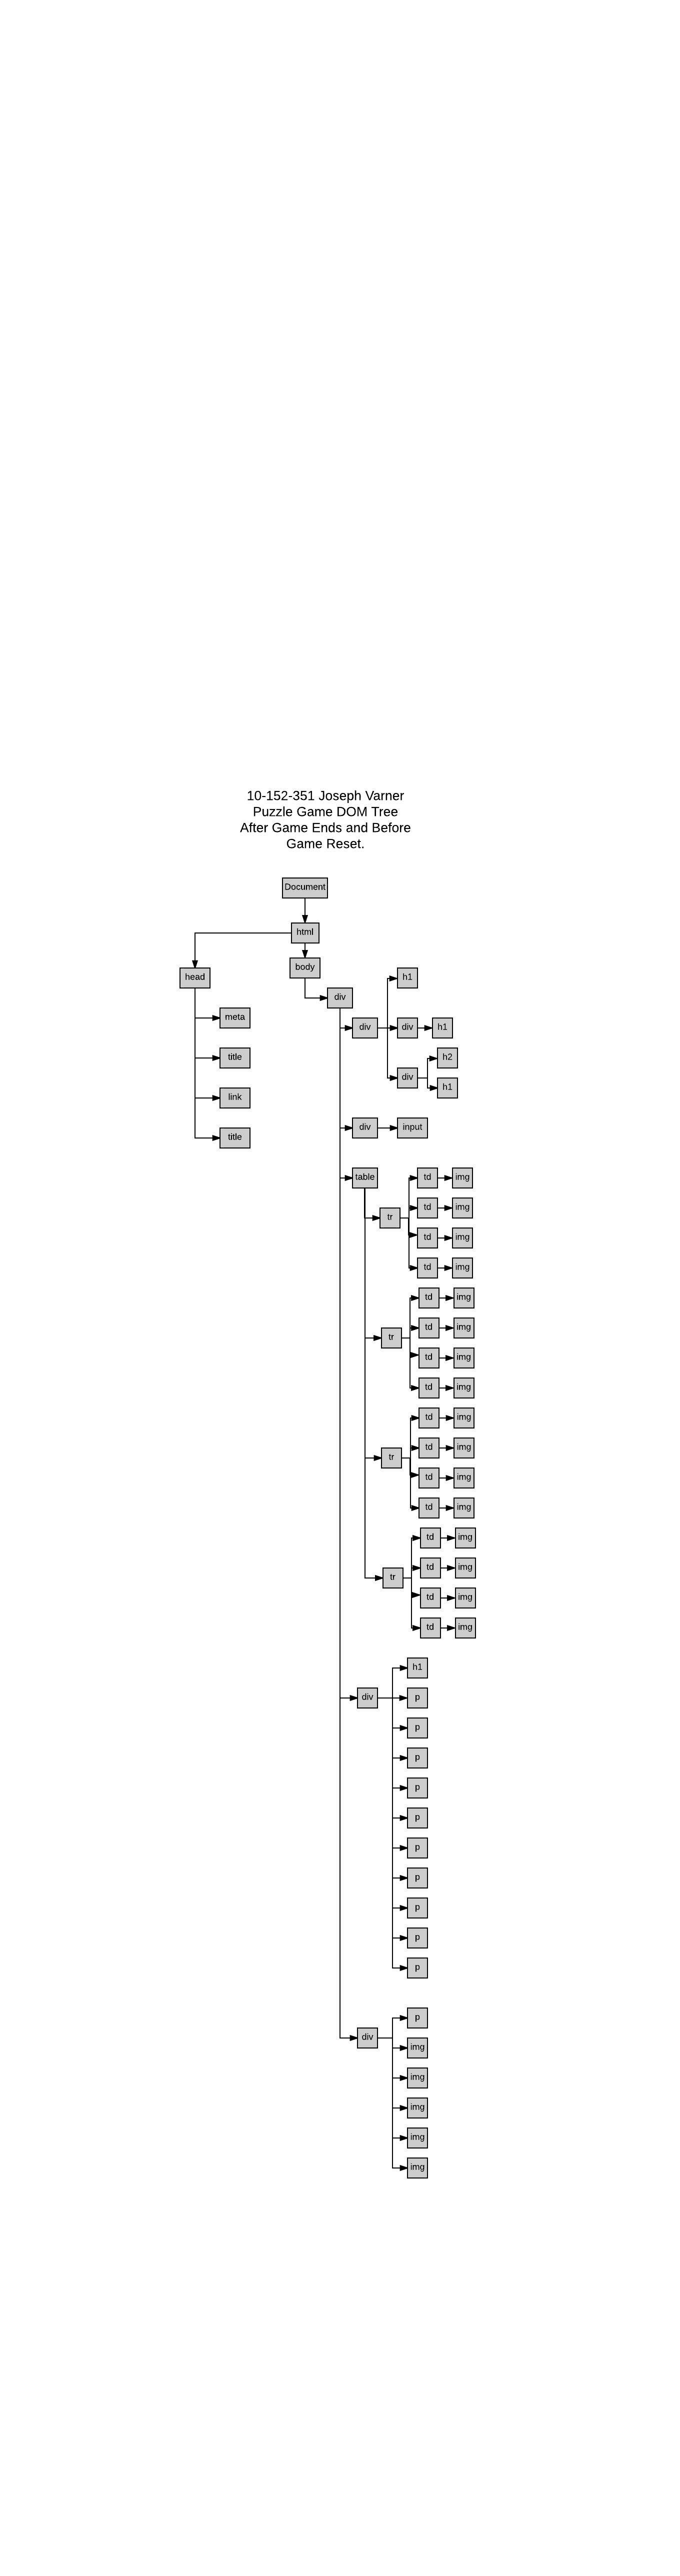 10-152-351 Joseph Varner
Puzzle Game DOM Tree
After Game Ends and Before
Game Reset.
Document
html
body
head
meta
title
link
title
div
div
h1
div
h1
div
h2
h1
div
input
table
tr
td
img
td
img
td
img
td
img
tr
td
img
td
img
td
img
td
img
tr
td
img
td
img
td
img
td
img
tr
td
img
td
img
td
img
td
img
div
h1
p
p
p
p
p
p
p
p
p
p
div
p
img
img
img
img
img